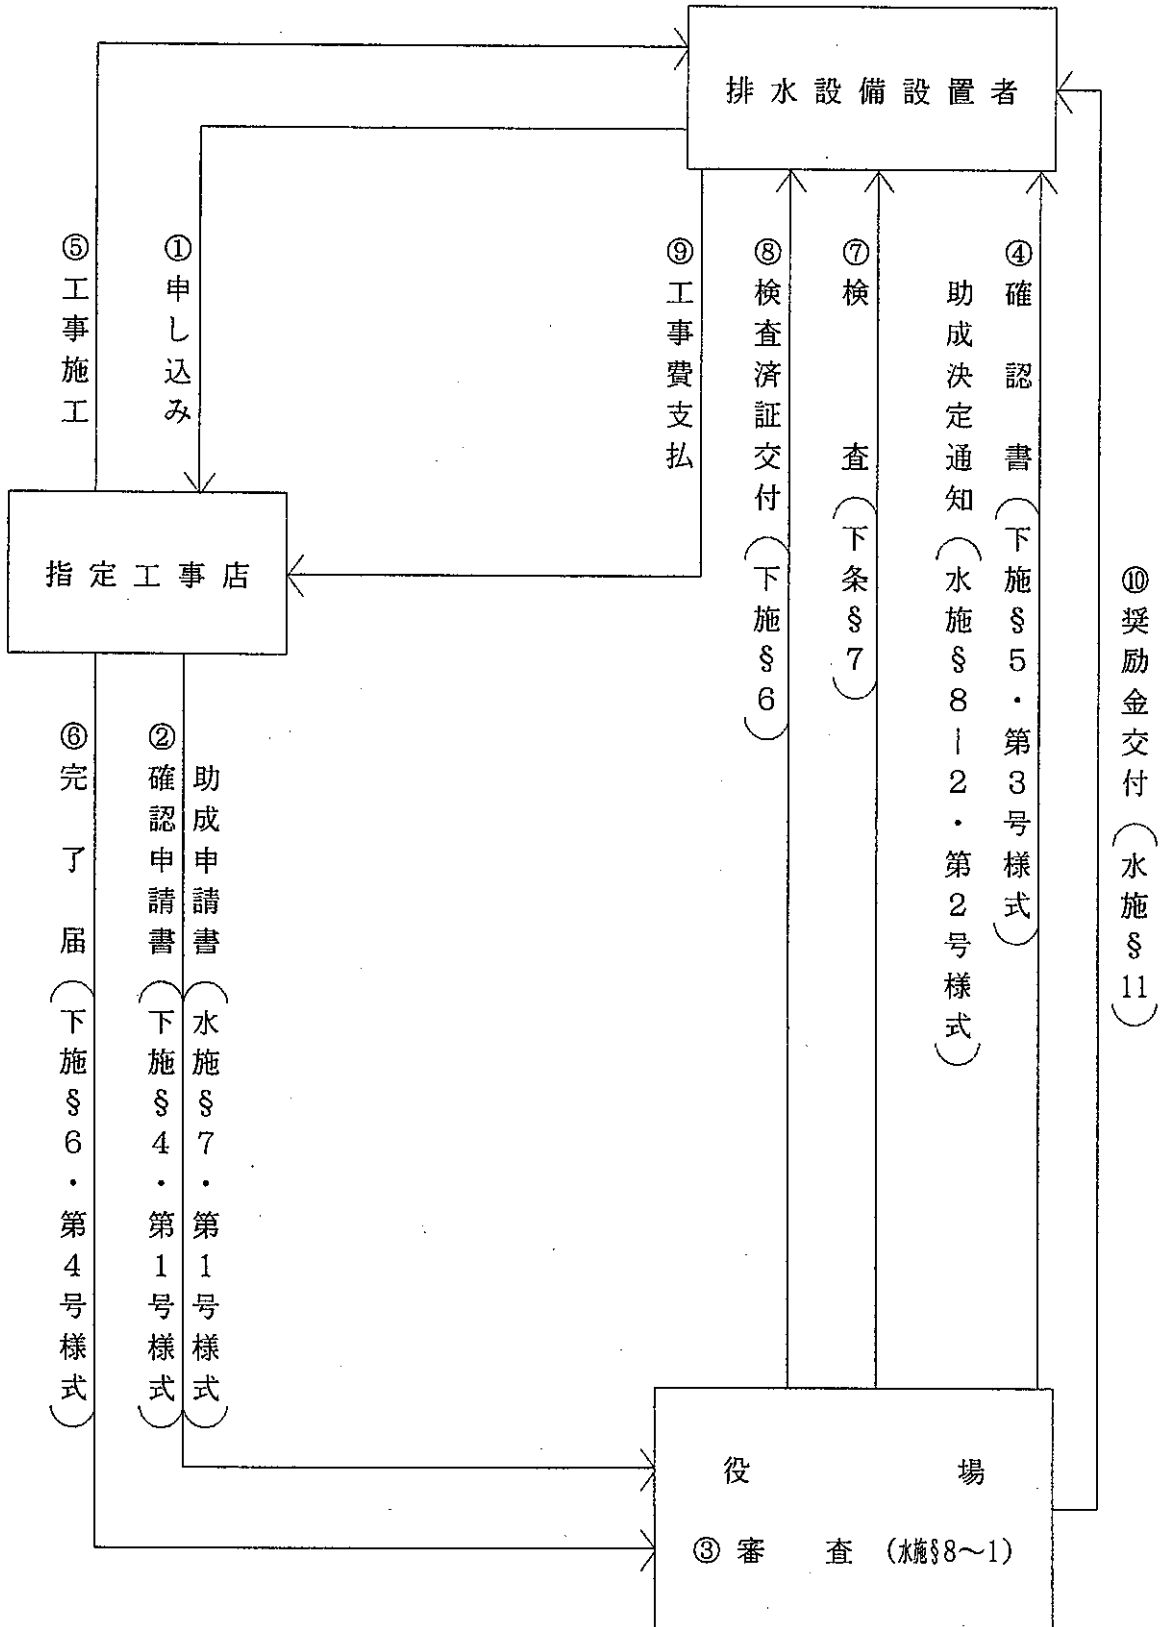 排水設備設置者
⑤工事施工
①申し込み
⑨工事費支払
⑧検査済証交付(下施§6)
⑦検査(下条§7)
④確認書(下施§5・第3号様式)
助成決定通知(水施§8-2・第2号様式)
⑩奨励金交付(水施§11)
指定工事店
⑥完了届(下施§6・第4号様式)
②確認申請書(下施§4・第1号様式)
助成申請書(水施§7・第1号様式)
役場
③審査(水施§8~1)